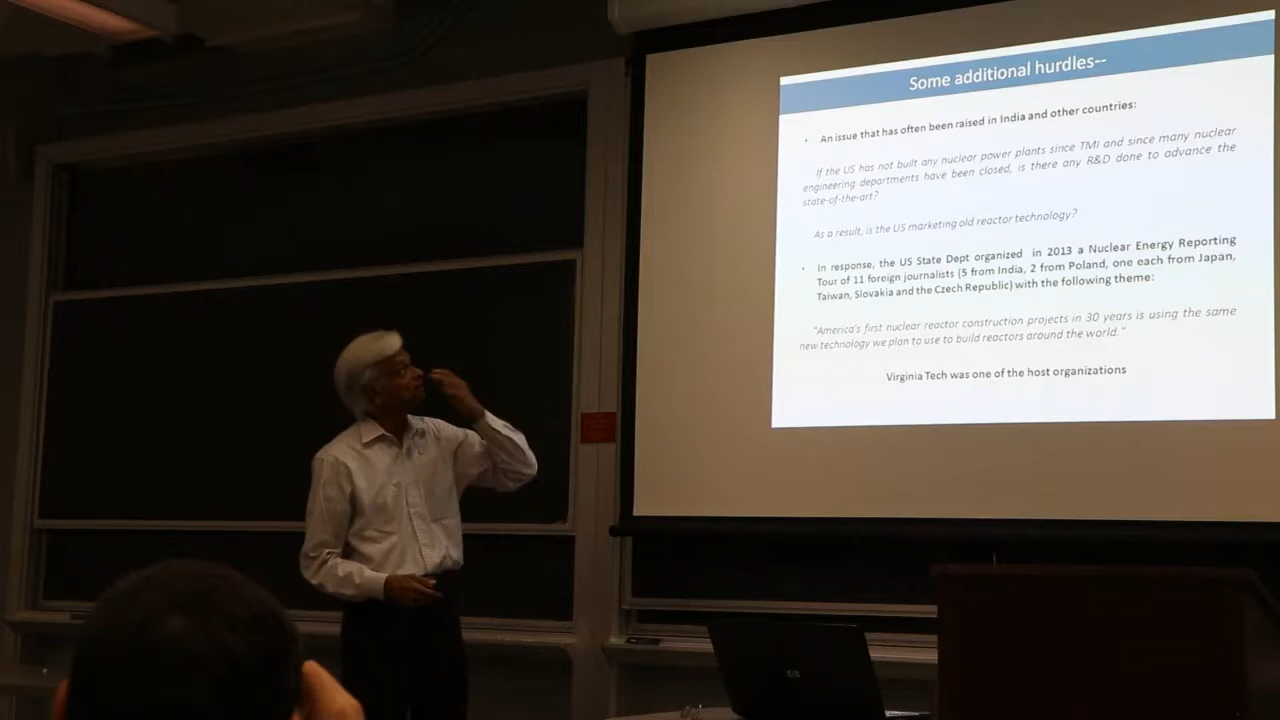 Some additional hurdles--
• An issue that has often been raised in India and other countries:
If the US has not built any nuclear power plants since TMI and since many nuclear
engineering departments have been closed, is there any R&D done to advance the
state-of-the-art?
As a result, is the US marketing old reactor technology?
• In response, the US State Dept organized in 2013 a Nuclear Energy Reporting
Tour of 11 foreign journalists (5 from India, 2 from Poland, one each from Japan,
Taiwan, Slovakia and the Czech Republic) with the following theme:
"America's first nuclear reactor construction projects in 30 years is using the same
new technology we plan to use to build reactors around the world."
Virginia Tech was one of the host organizations
hp